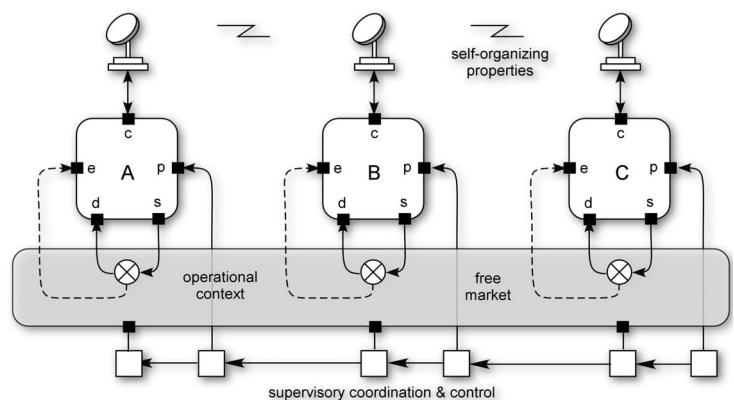 self-organizing
properties
c
c
c
e A p
e B p
e C p
d s
d s
d s
operational
context
free
market
supervisory coordination & control